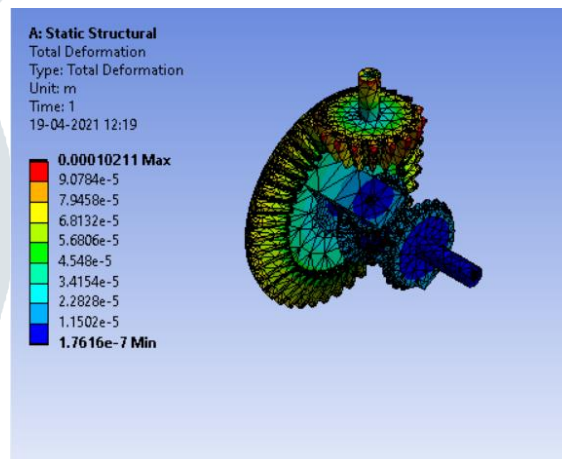 A: Static Structural
Total Deformation
Type: Total Deformation
Unit: m
Time: 1
19-04-2021 12:19
0.00010211 Max
9.0784e-5
7.9458e-5
6.8132e-5
5.6806e-5
4.548e-5
3.4154e-5
2.2828e-5
1.1502e-5
1.7616e-7 Min